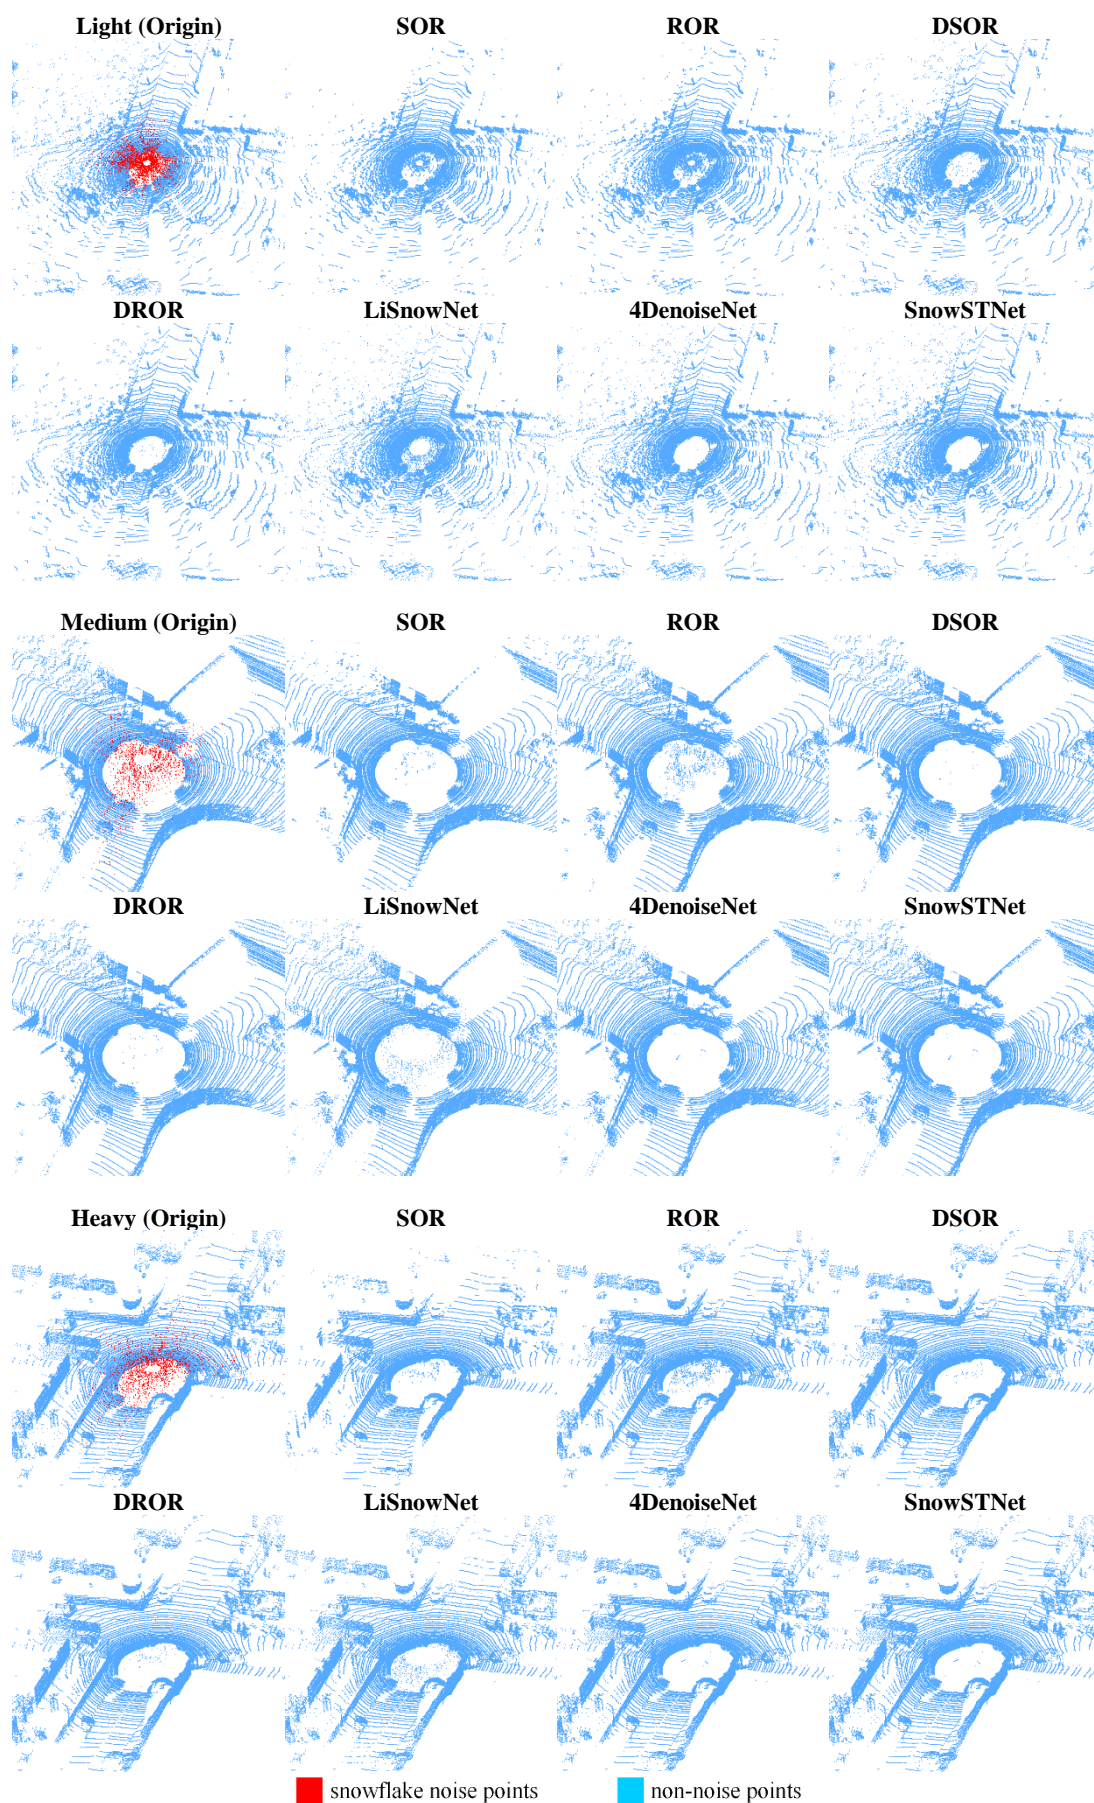 Light (Origin) SOR ROR DSOR
DROR LiSnowNet 4DenoiseNet SnowSTNet
Medium (Origin) SOR ROR DSOR
DROR LiSnowNet 4DenoiseNet SnowSTNet
Heavy (Origin) SOR ROR DSOR
DROR LiSnowNet 4DenoiseNet SnowSTNet
snowflake noise points non-noise points